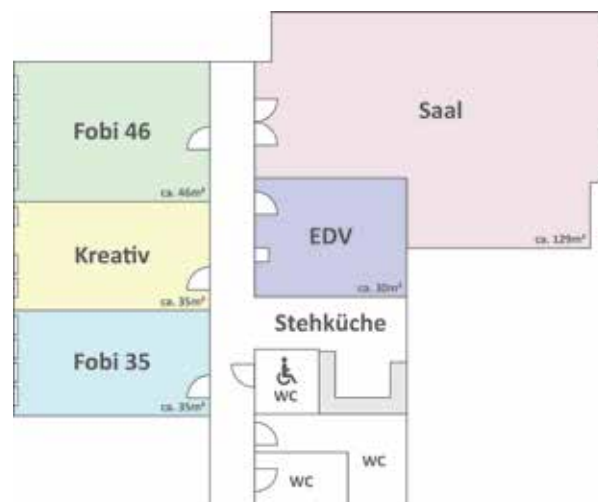 Fobi 46
ca. 46m²
Saal
ca. 129m²
Kreativ
ca. 35m²
EDV
ca. 30m²
Stehküche
Fobi 35
ca. 35m²
WC
WC
WC